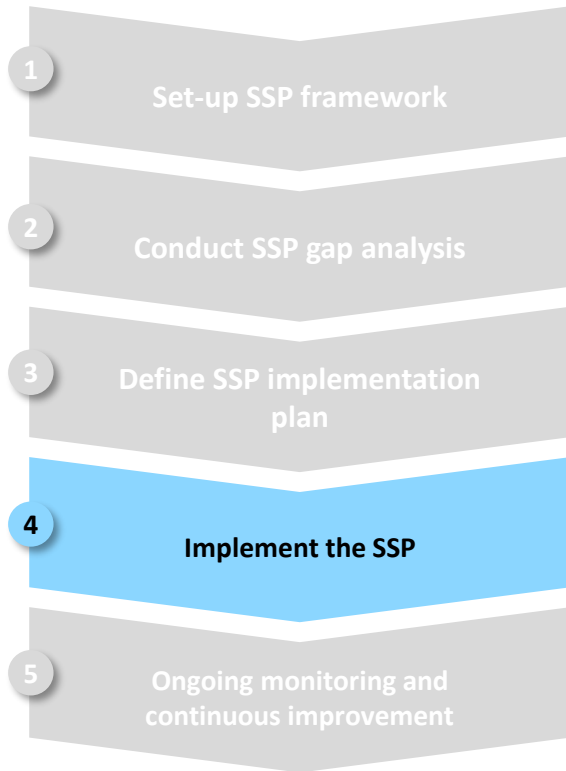 1
Set-up SSP framework
2
Conduct SSP gap analysis
3
Define SSP implementation
plan
4
Implement the SSP
5
Ongoing monitoring and
continuous improvement